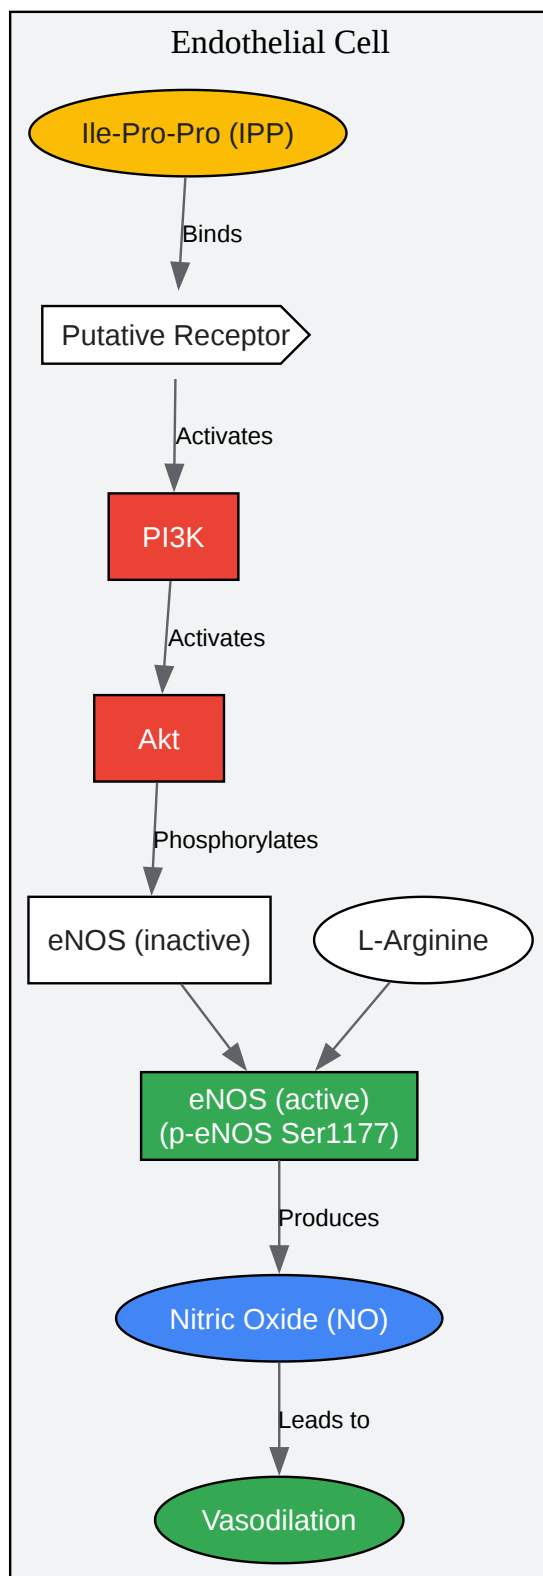 Endothelial Cell
Ile-Pro-Pro (IPP)
Binds
Putative Receptor
Activates
PI3K
Activates
Akt
Phosphorylates
eNOS (inactive)
L-Arginine
eNOS (active)
(p-eNOS Ser1177)
Produces
Nitric Oxide (NO)
Leads to
Vasodilation